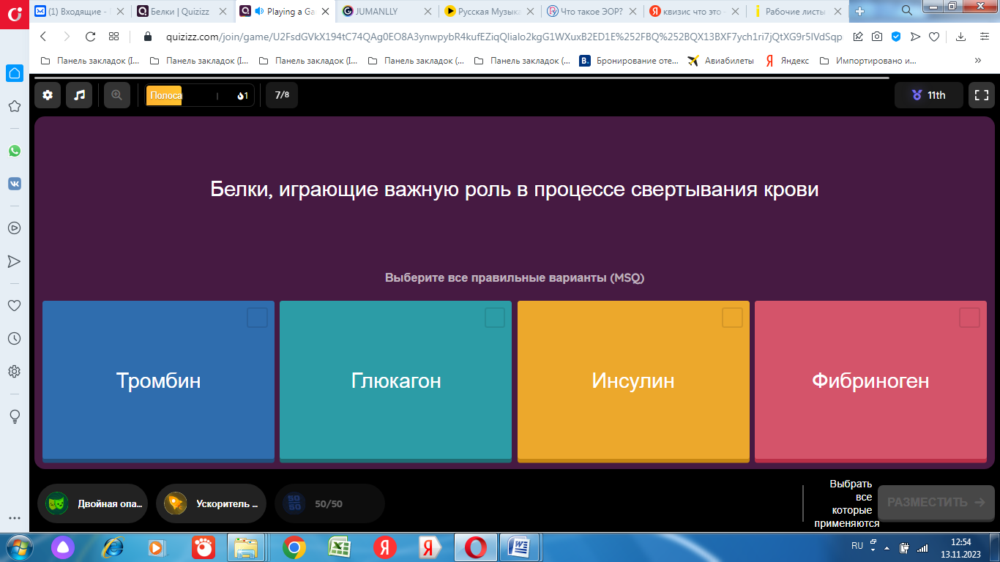 (1) Входящие -
Белки | Quizizz
Playing a Ga
JUMANLLY
Русская Музыка
Что такое ЭОР?
квизис что это -
Рабочие листы
quizizz.com/join/game/U2FsdGVkX194tC74QAg0EO8A3ynwpybR4kufEZiqQlialo2kgG1WXuxB2ED1E%252FBQ%252BQX13BXF7ych1ri7jQtXG9r5lVdSqp
Панель закладок (I...
Панель закладок (I...
Панель закладок (I...
Панель закладок (...
Панель закладок (...
B.
Бронирование оте...
Авиабилеты
Я
Яндекс
Импортировано и...
»
Полоса
1
7/8
11th
Белки, играющие важную роль в процессе свертывания крови
Выберите все правильные варианты (MSQ)
Тромбин
Глюкагон
Инсулин
Фибриноген
Двойная опа...
Ускоритель ...
50/50
Выбрать
все
которые
применяются
РАЗМЕСТИТЬ
RU
12:54
13.11.2023